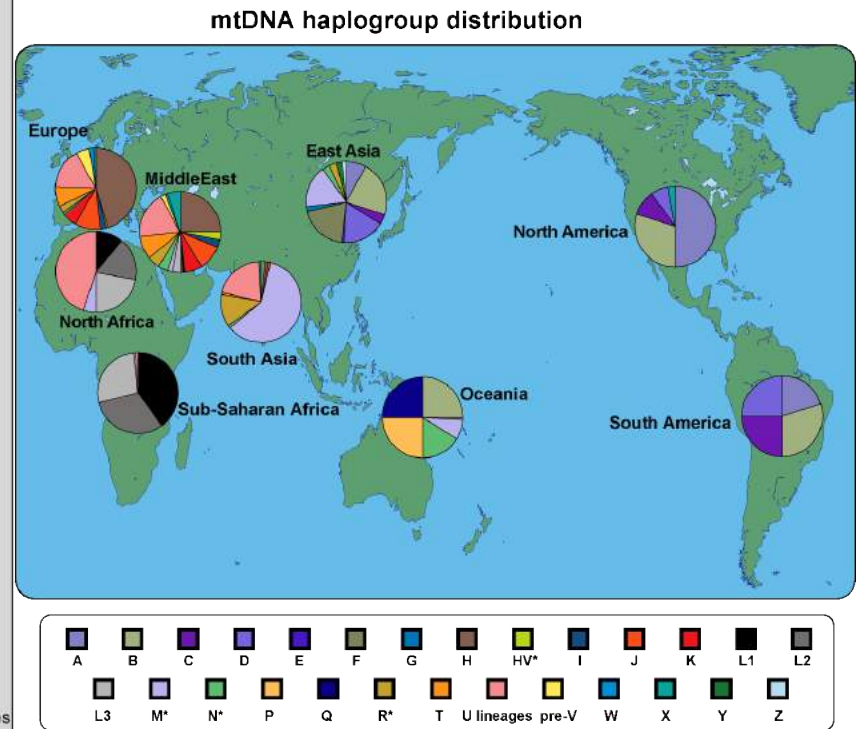 mtDNA haplogroup distribution
Europe
MiddleEast
East Asia
North America
North Africa
South Asia
Sub-Saharan Africa
Oceania
South America
A B C D E F G H HV* I J K L1 L2
L3 M* N* P Q R* T U lineages pre-V W X Y Z
s